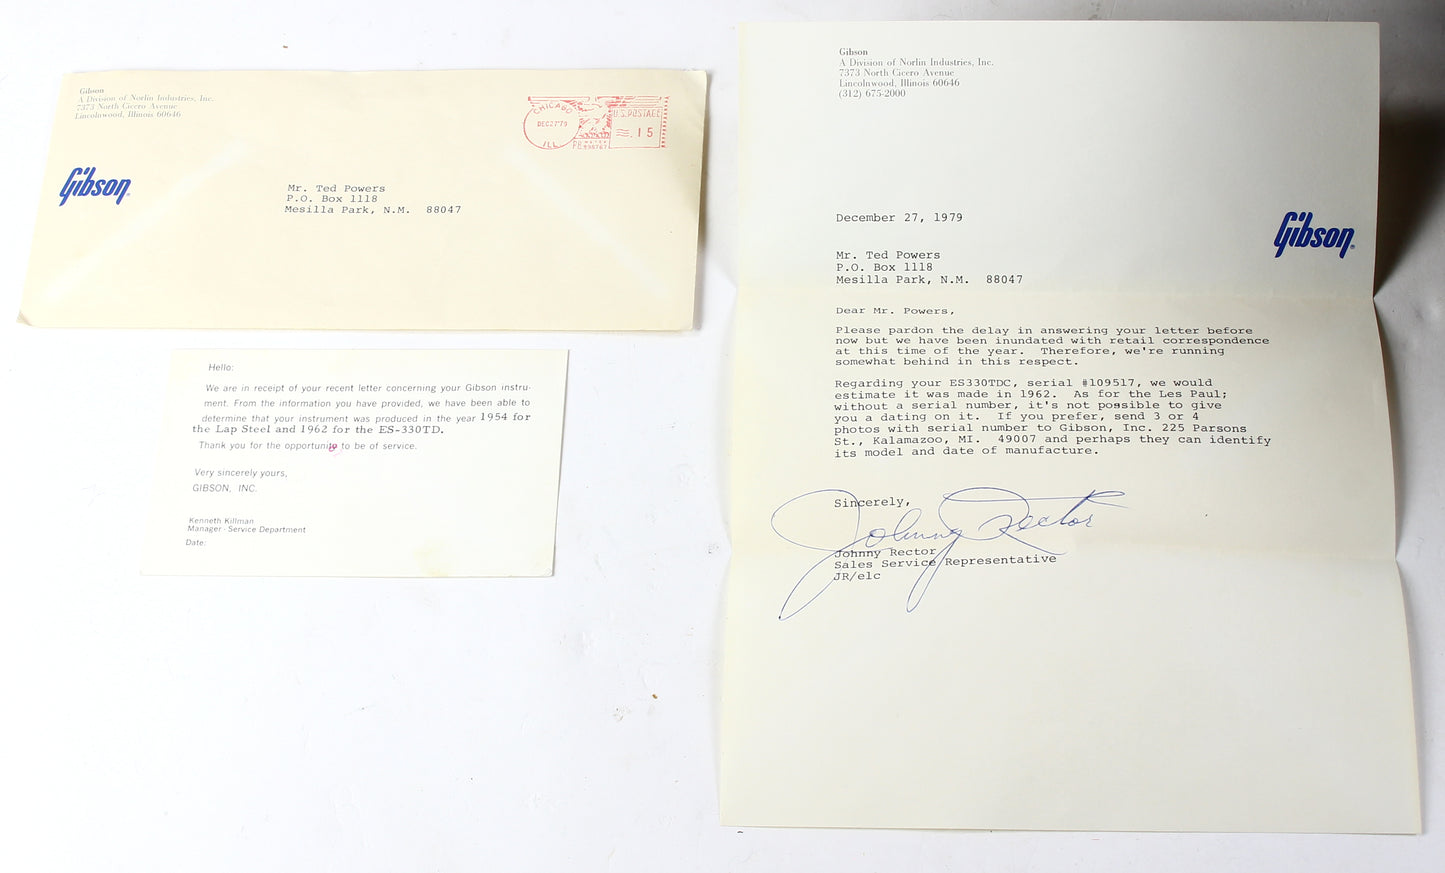 Gibson
A Division of Norlin Industries, Inc.
7373 North Cicero Avenue
Lincolnwood, Illinois 60646
Gibson
CHICAGO
DEC27'79
ILL.
U.S. POSTAGE
.15
PB METER
Mr. Ted Powers
P.O. Box 1118
Mesilla Park, N.M. 88047
Hello:
We are in receipt of your recent letter concerning your Gibson instru-
ment. From the information you have provided, we have been able to
determine that your instrument was produced in the year 1954 for
the Lap Steel and 1962 for the ES-330TD.
Thank you for the opportunity to be of service.
Very sincerely yours,
GIBSON, INC.
Kenneth Killman
Manager - Service Department
Date:
Gibson
A Division of Norlin Industries, Inc.
7373 North Cicero Avenue
Lincolnwood, Illinois 60646
(312) 675-2000
Gibson
December 27, 1979
Mr. Ted Powers
P.O. Box 1118
Mesilla Park, N.M. 88047
Dear Mr. Powers,
Please pardon the delay in answering your letter before
now but we have been inundated with retail correspondence
at this time of the year. Therefore, we're running
somewhat behind in this respect.
Regarding your ES330TDC, serial #109517, we would
estimate it was made in 1962. As for the Les Paul;
without a serial number, it's not possible to give
you a dating on it. If you prefer, send 3 or 4
photos with serial number to Gibson, Inc. 225 Parsons
St., Kalamazoo, MI. 49007 and perhaps they can identify
its model and date of manufacture.
Sincerely,
Johnny Rector
Johnny Rector
Sales Service Representative
JR/elc